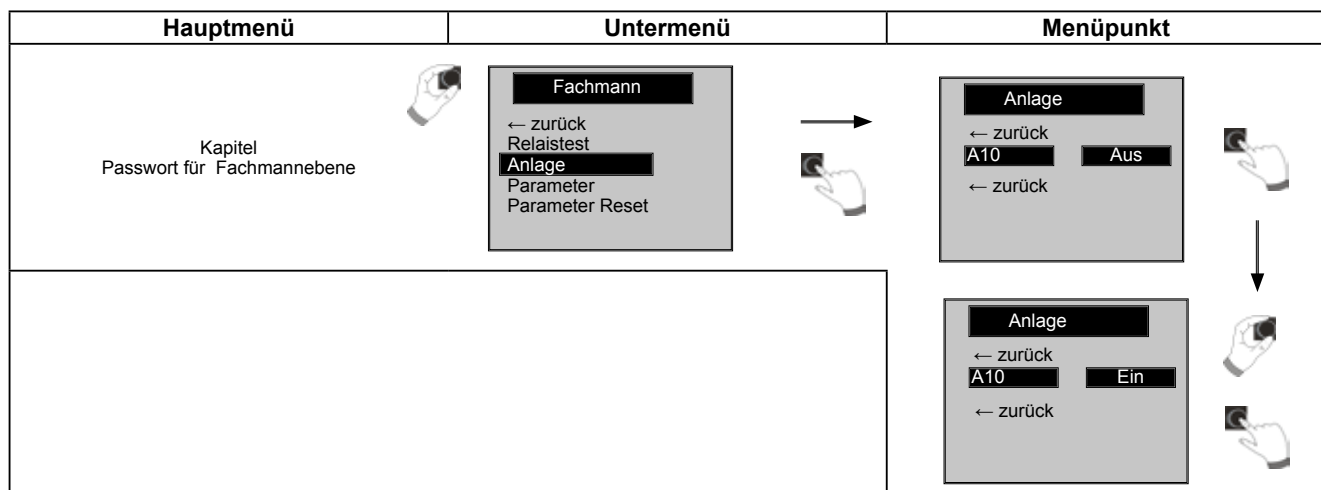 Hauptmenü
Untermenü
Menüpunkt
Kapitel
Passwort für Fachmannebene
Fachmann
← zurück
Relaistest
Anlage
Parameter
Parameter Reset
Anlage
← zurück
A10 Aus
← zurück
Anlage
← zurück
A10 Ein
← zurück